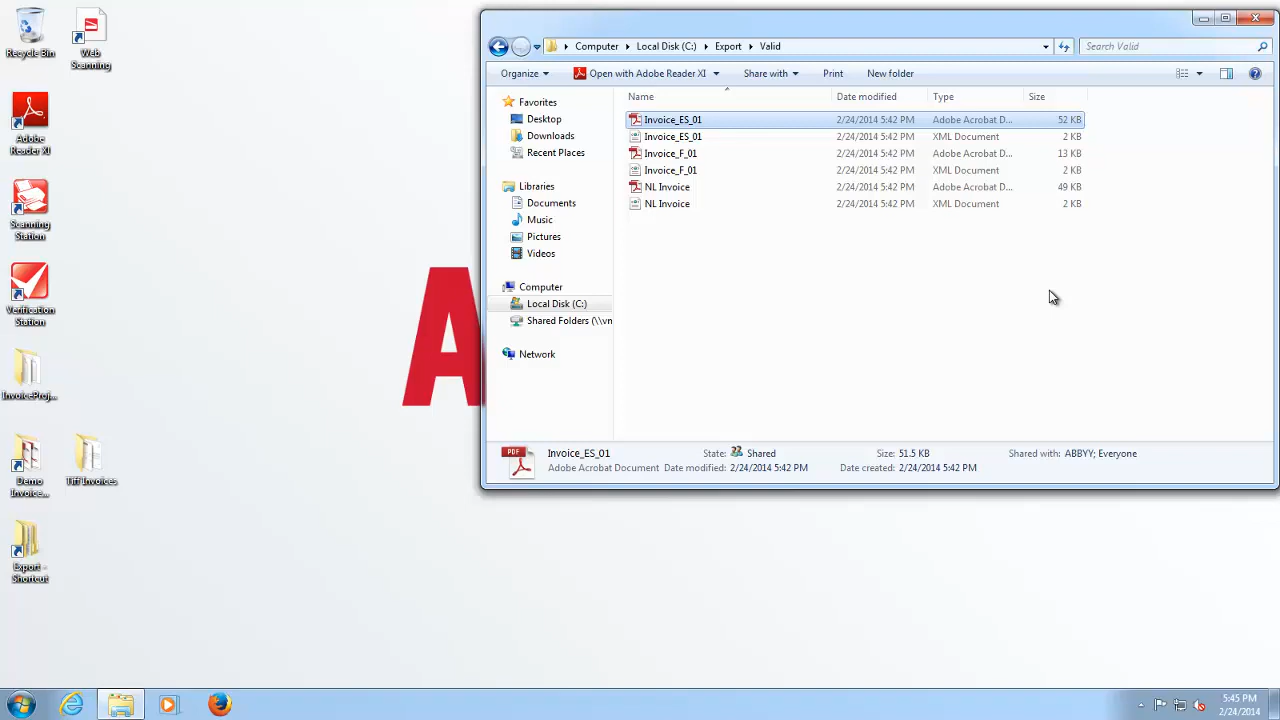 Recycle Bin
Web Scanning
Adobe Reader XI
Scanning Station
Verification Station
InvoiceProj...
Demo Invoice...
Tiff Invoices
Export - Shortcut
A
Computer Local Disk (C:) Export Valid
Search Valid
Organize Open with Adobe Reader XI Share with Print New folder
Favorites
Desktop
Downloads
Recent Places
Libraries
Documents
Music
Pictures
Videos
Computer
Local Disk (C:)
Shared Folders (\\vn
Network
Name Date modified Type Size
Invoice_ES_01 2/24/2014 5:42 PM Adobe Acrobat D... 52 KB
Invoice_ES_01 2/24/2014 5:42 PM XML Document 2 KB
Invoice_F_01 2/24/2014 5:42 PM Adobe Acrobat D... 13 KB
Invoice_F_01 2/24/2014 5:42 PM XML Document 2 KB
NL Invoice 2/24/2014 5:42 PM Adobe Acrobat D... 49 KB
NL Invoice 2/24/2014 5:42 PM XML Document 2 KB
PDF
Invoice_ES_01 State: Shared Size: 51.5 KB Shared with: ABBYY; Everyone
Adobe Acrobat Document Date modified: 2/24/2014 5:42 PM Date created: 2/24/2014 5:42 PM
5:45 PM
2/24/2014